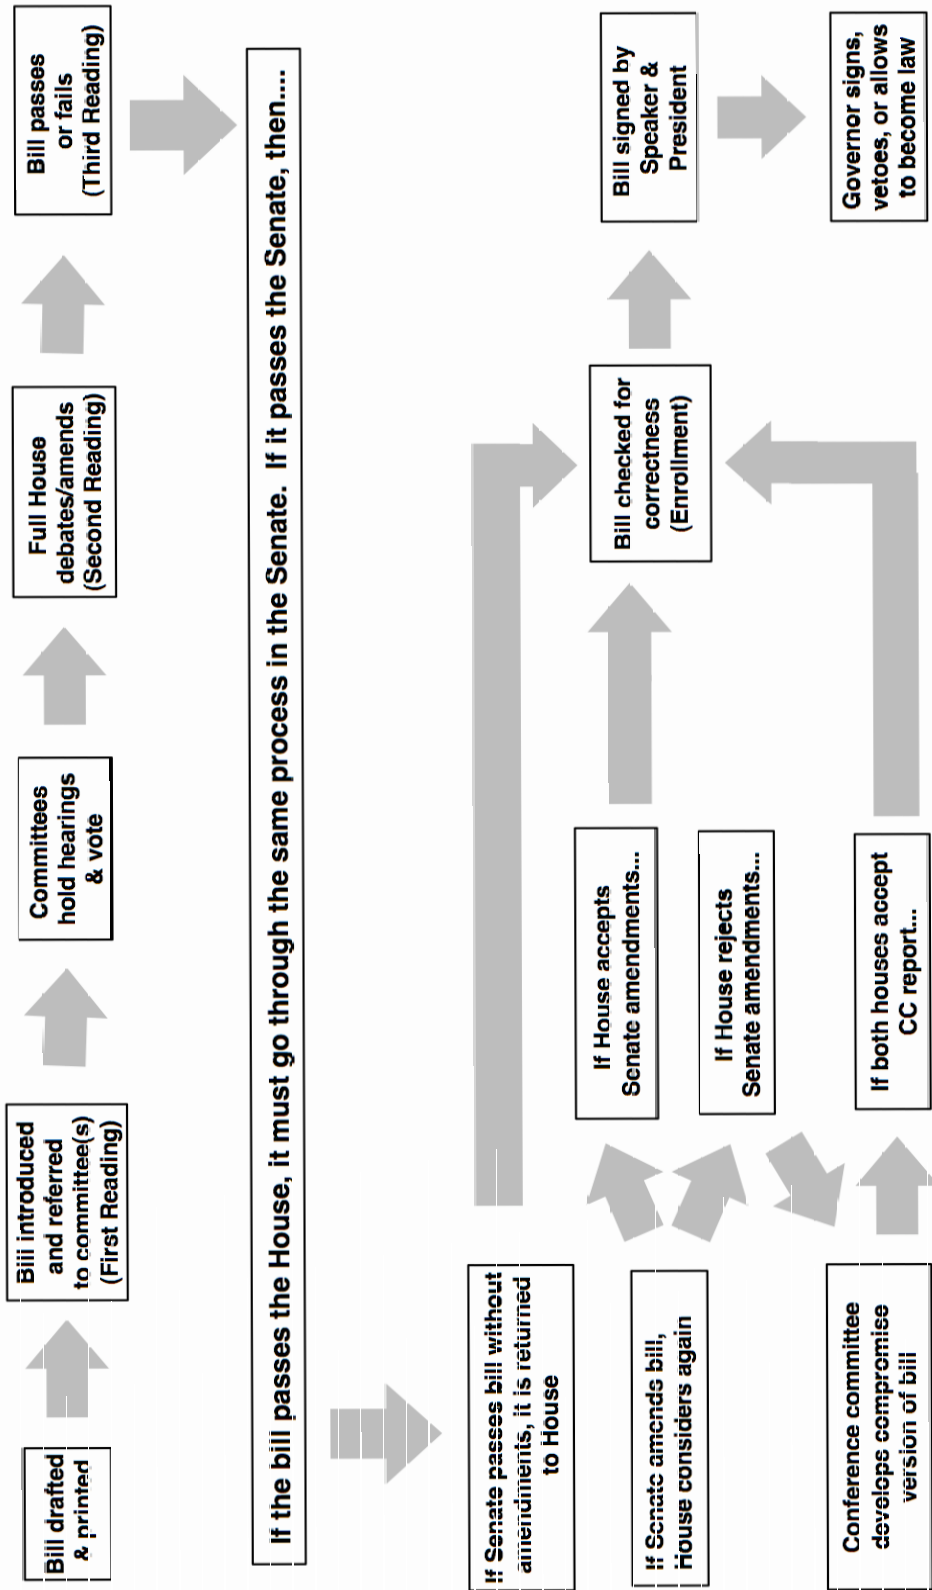 Bill drafted
& printed
Bill introduced
and referred
to committee(s)
(First Reading)
Committees
hold hearings
& vote
Full House
debates/amends
(Second Reading)
Bill passes
or fails
(Third Reading)
If the bill passes the House, it must go through the same process in the Senate.  If it passes the Senate, then....
If Senate passes bill without
amendments, it is returned
to House
If Senate amends bill,
House considers again
If House accepts
Senate amendments...
If House rejects
Senate amendments...
Conference committee
develops compromise
version of bill
If both houses accept
CC report...
Bill checked for
correctness
(Enrollment)
Bill signed by
Speaker &
President
Governor signs,
vetoes, or allows
to become law